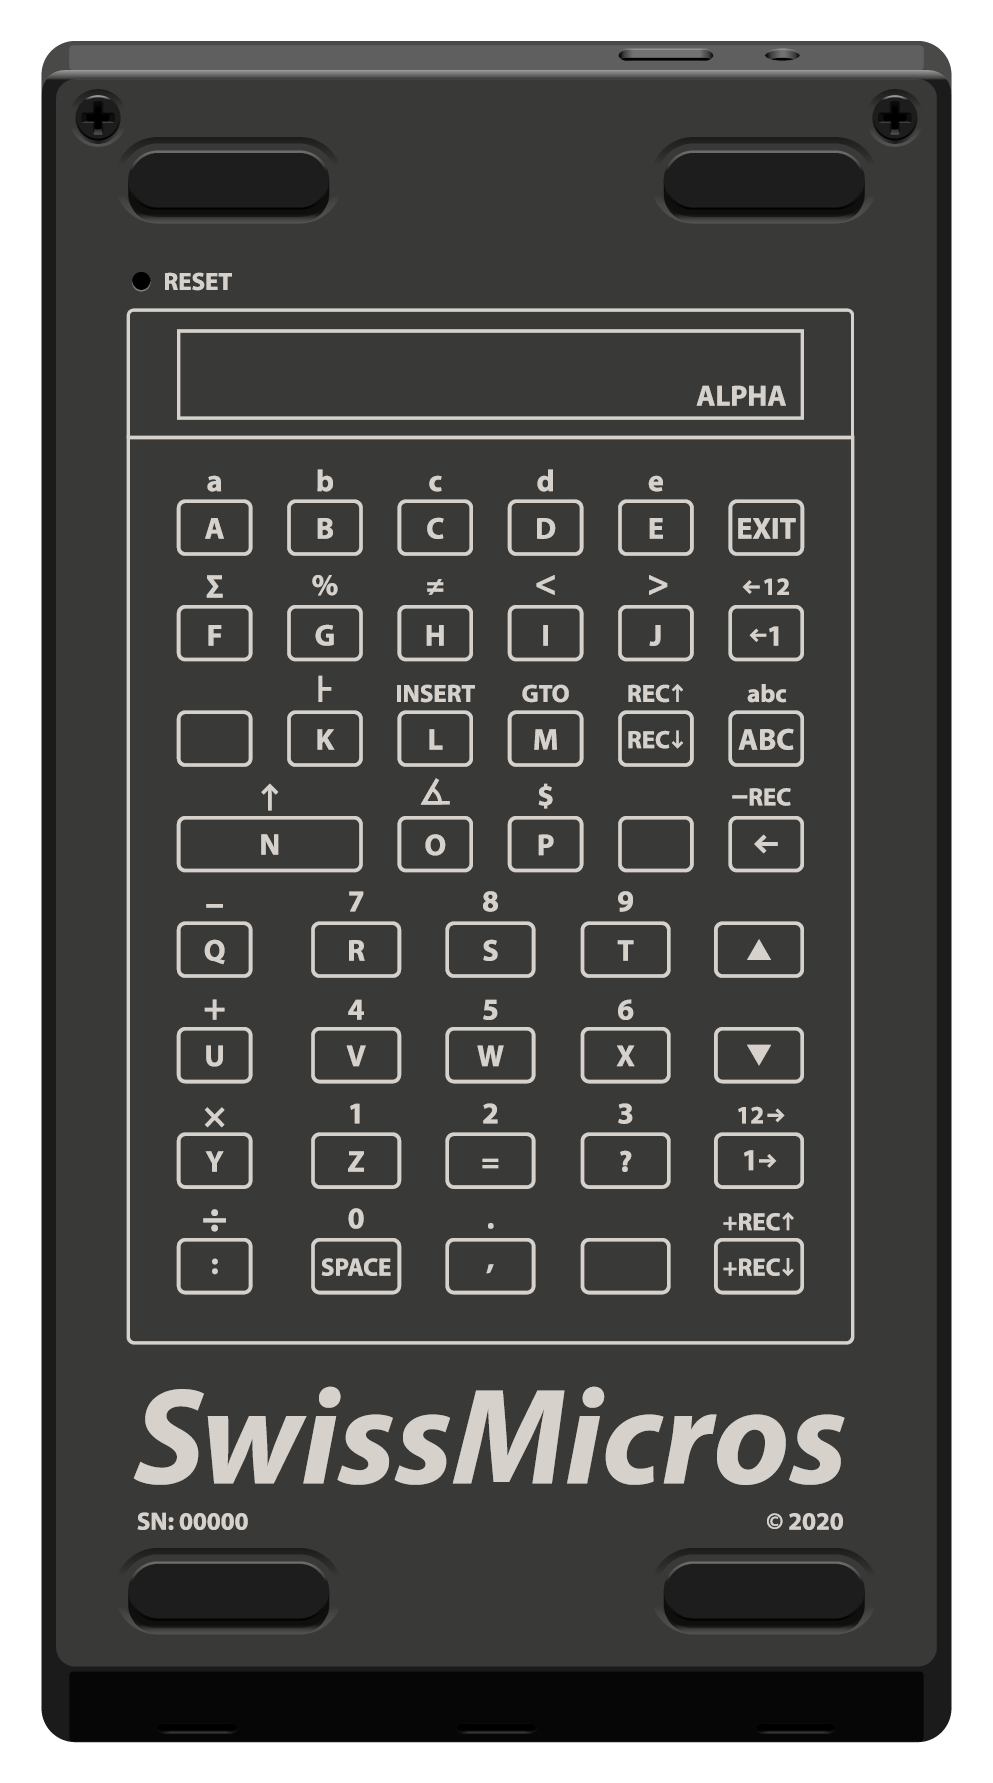 RESET
ALPHA
a b c d e
A B C D E EXIT
Σ % ≠ < > ←12
F G H I J ←1
⊦ INSERT GTO REC↑ abc
K L M REC↓ ABC
↑ ∡ $ −REC
N O P ←
− 7 8 9
Q R S T ▲
+ 4 5 6
U V W X ▼
× 1 2 3 12→
Y Z = ? 1→
÷ 0 . +REC↑
: SPACE , +REC↓
SwissMicros
SN: 00000 © 2020